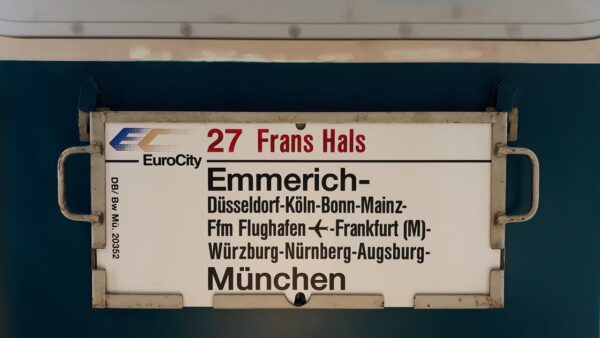 EC
EuroCity
27 Frans Hals
Emmerich-
Düsseldorf-Köln-Bonn-Mainz-
Ffm Flughafen ✈-Frankfurt (M)-
Würzburg-Nürnberg-Augsburg-
München
DB/ Bw Mü. 20352